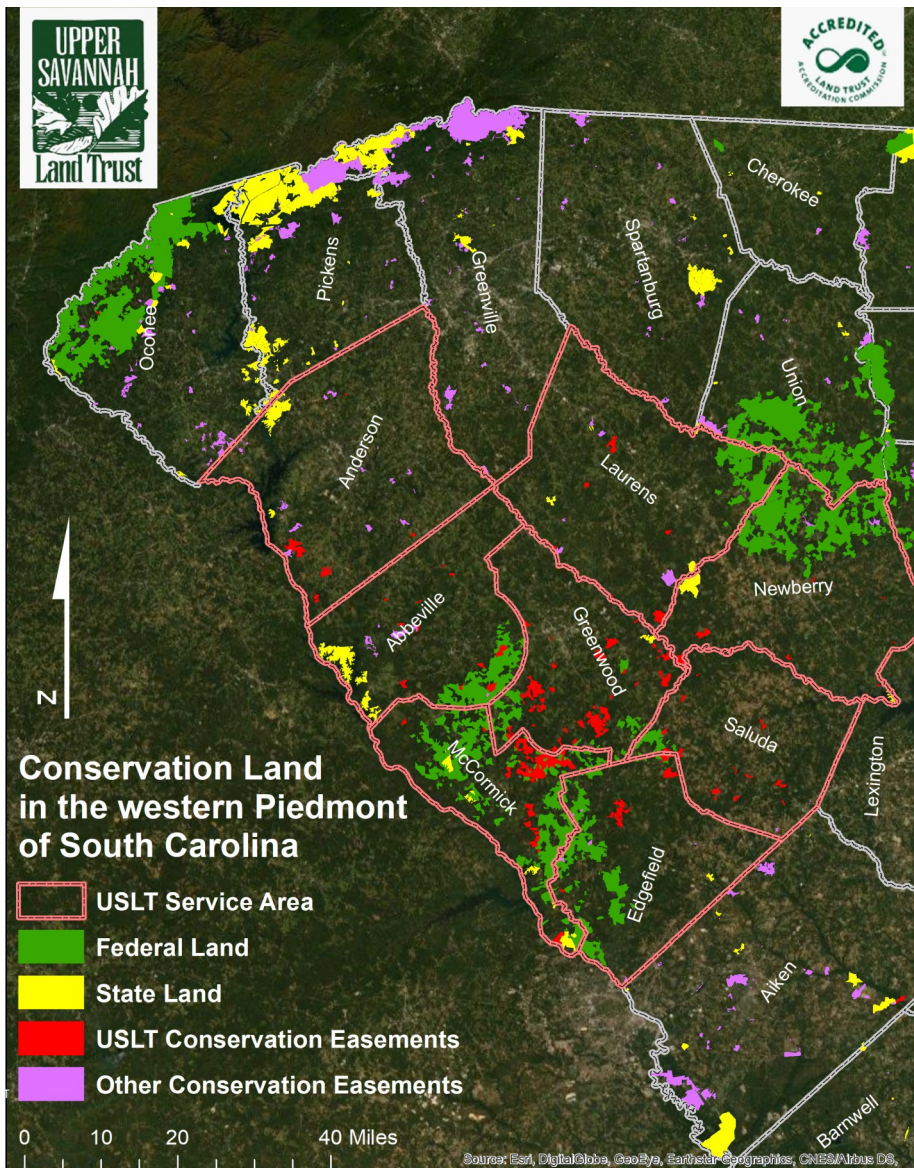 UPPER
SAVANNAH
Land Trust
ACCREDITED
LAND TRUST
ACCREDITATION COMMISSION
Cherokee
Spartanburg
Greenville
Pickens
Oconee
Union
Anderson
Laurens
Newberry
Abbeville
Greenwood
Saluda
Lexington
McCormick
Edgefield
Aiken
Barnwell
N
Conservation Land
in the western Piedmont
of South Carolina
USLT Service Area
Federal Land
State Land
USLT Conservation Easements
Other Conservation Easements
0 10 20 40 Miles
Source: Esri, DigitalGlobe, GeoEye, Earthstar Geographics, CNES/Airbus DS,